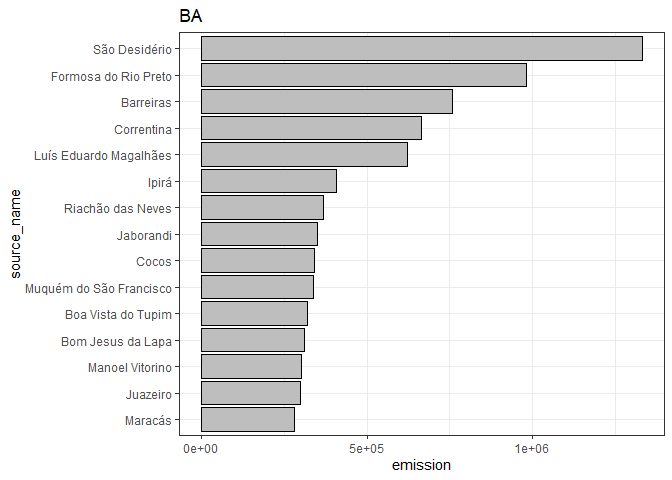 BA
São Desidério
Formosa do Rio Preto
Barreiras
Correntina
Luís Eduardo Magalhães
Ipirá
Riachão das Neves
Jaborandi
Cocos
Muquém do São Francisco
Boa Vista do Tupim
Bom Jesus da Lapa
Manoel Vitorino
Juazeiro
Maracás
source_name
0e+00 5e+05 1e+06
emission